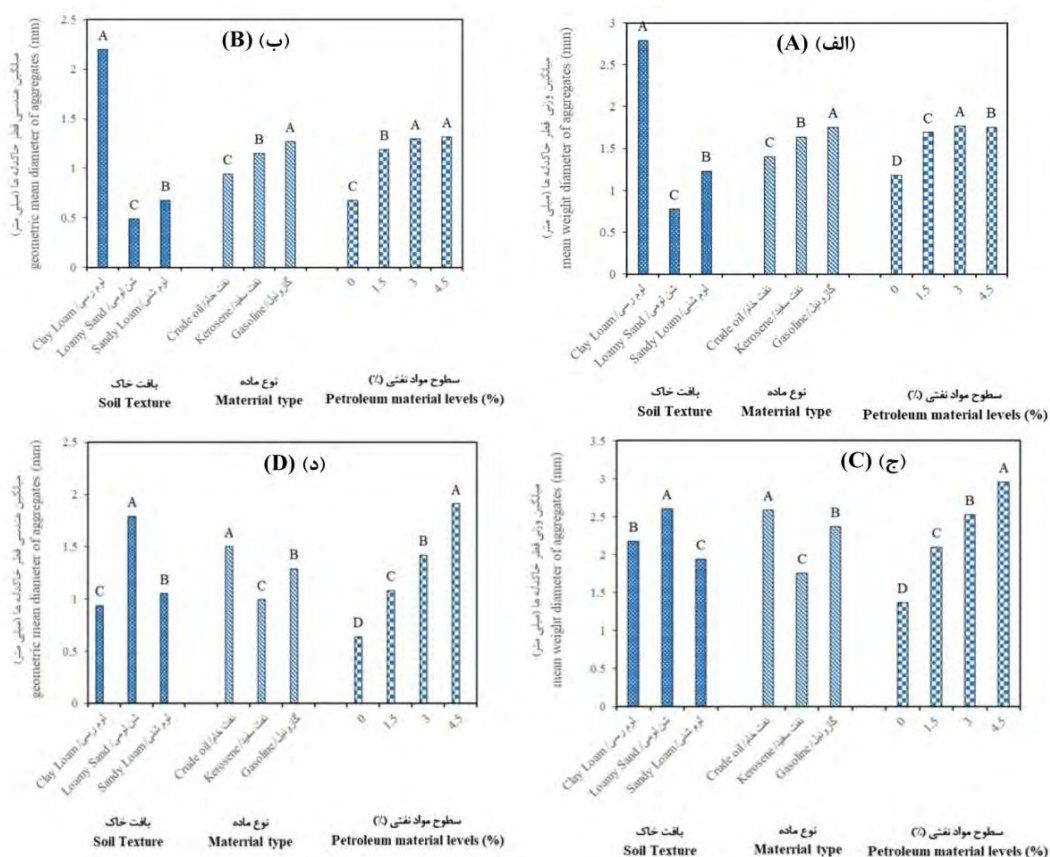 (B) (ب)
میانگین هندسی قطر خاکدانه ها (میلی متر)
geometric mean diameter of aggregates (mm)
2.5
2
1.5
1
0.5
0
A
C
B
C
B
A
C
B
A
A
Clay Loam/لوم رسی
Loamy Sand/شن لومی
Sandy Loam/لوم شنی
Crude oil/نفت خام
Kerosene/نفت سفید
Gasoline/گازوئیل
0
1.5
3
4.5
بافت خاک
Soil Texture
نوع ماده
Materrial type
سطوح مواد نفتی (%)
Petroleum material levels (%)
(A) (الف)
میانگین وزنی قطر خاکدانه ها (میلی متر)
mean weight diameter of aggregates (mm)
3
2.5
2
1.5
1
0.5
0
A
C
B
C
B
A
D
C
A
B
Clay Loam/لوم رسی
Loamy Sand/شن لومی
Sandy Loam/لوم شنی
Crude oil/نفت خام
Kerosene/نفت سفید
Gasoline/گازوئیل
0
1.5
3
4.5
بافت خاک
Soil Texture
نوع ماده
Materrial type
سطوح مواد نفتی (%)
Petroleum material levels (%)
(D) (د)
میانگین هندسی قطر خاکدانه ها (میلی متر)
geometric mean diameter of aggregates (mm)
2.5
2
1.5
1
0.5
0
C
A
B
A
C
B
D
C
B
A
Clay Loam/لوم رسی
Loamy Sand/شن لومی
Sandy Loam/لوم شنی
Crude oil/نفت خام
Kerosene/نفت سفید
Gasoline/گازوئیل
0
1.5
3
4.5
بافت خاک
Soil Texture
نوع ماده
Materrial type
سطوح مواد نفتی (%)
Petroleum material levels (%)
(C) (ج)
میانگین وزنی قطر خاکدانه ها (میلی متر)
mean weight diameter of aggregates (mm)
3.5
3
2.5
2
1.5
1
0.5
0
B
A
C
A
C
B
D
C
B
A
Clay Loam/لوم رسی
Loamy Sand/شن لومی
Sandy Loam/لوم شنی
Crude oil/نفت خام
Kerosene/نفت سفید
Gasoline/گازوئیل
0
1.5
3
4.5
بافت خاک
Soil Texture
نوع ماده
Materrial type
سطوح مواد نفتی (%)
Petroleum material levels (%)